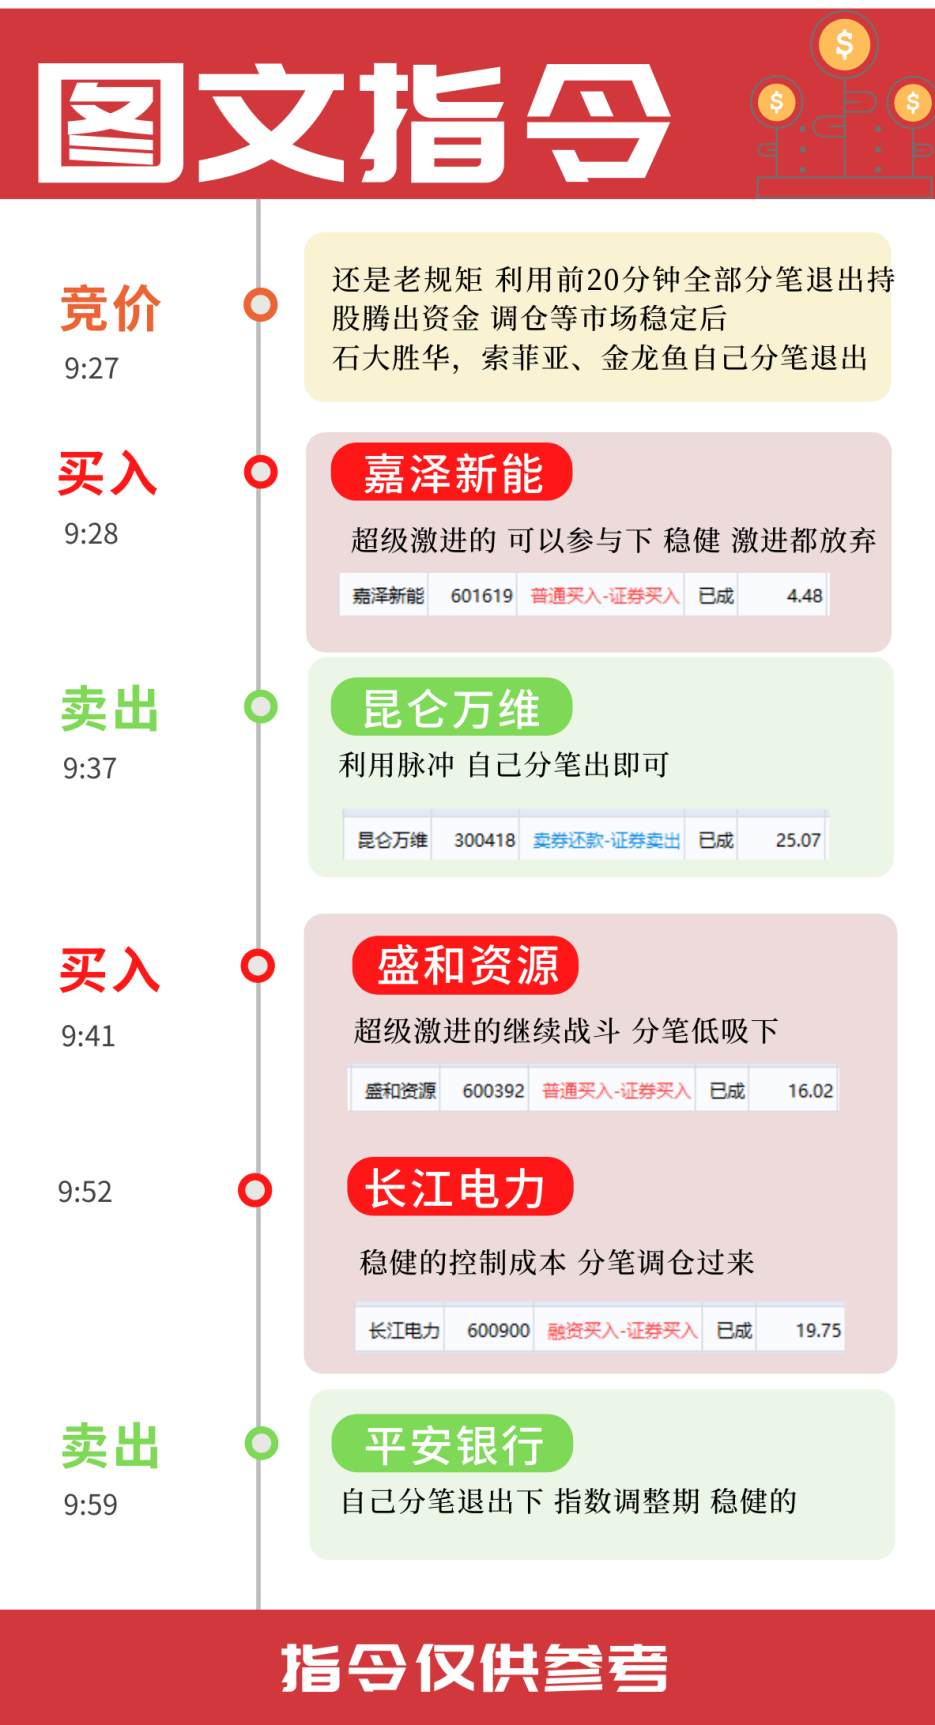 图文指令
竞价
9:27
还是老规矩 利用前20分钟全部分笔退出持
股腾出资金 调仓等市场稳定后
石大胜华，索菲亚、金龙鱼自己分笔退出
买入
9:28
嘉泽新能
超级激进的 可以参与下 稳健 激进都放弃
嘉泽新能 601619 普通买入-证券买入 已成 4.48
卖出
9:37
昆仑万维
利用脉冲 自己分笔出即可
昆仑万维 300418 卖券还款-证券卖出 已成 25.07
买入
9:41
盛和资源
超级激进的继续战斗 分笔低吸下
盛和资源 600392 普通买入-证券买入 已成 16.02
9:52
长江电力
稳健的控制成本 分笔调仓过来
长江电力 600900 融资买入-证券买入 已成 19.75
卖出
9:59
平安银行
自己分笔退出下 指数调整期 稳健的
指令仅供参考